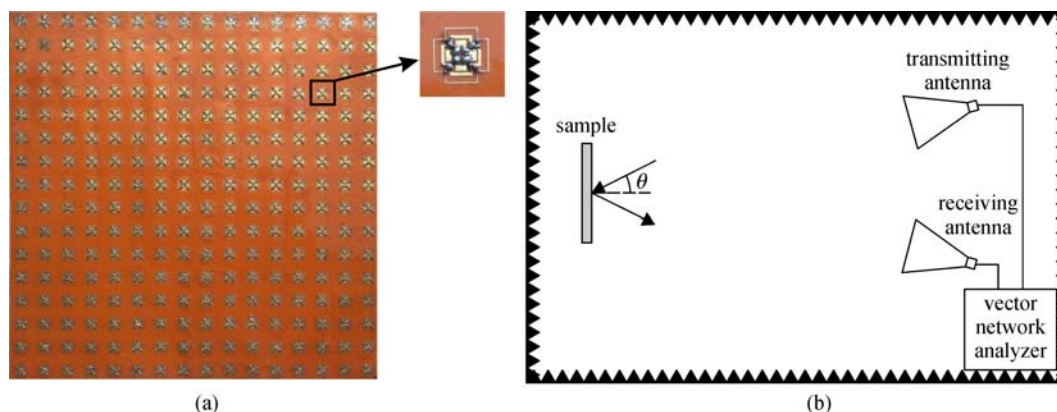 transmitting
antenna
sample
θ
receiving
antenna
vector
network
analyzer
(a)
(b)